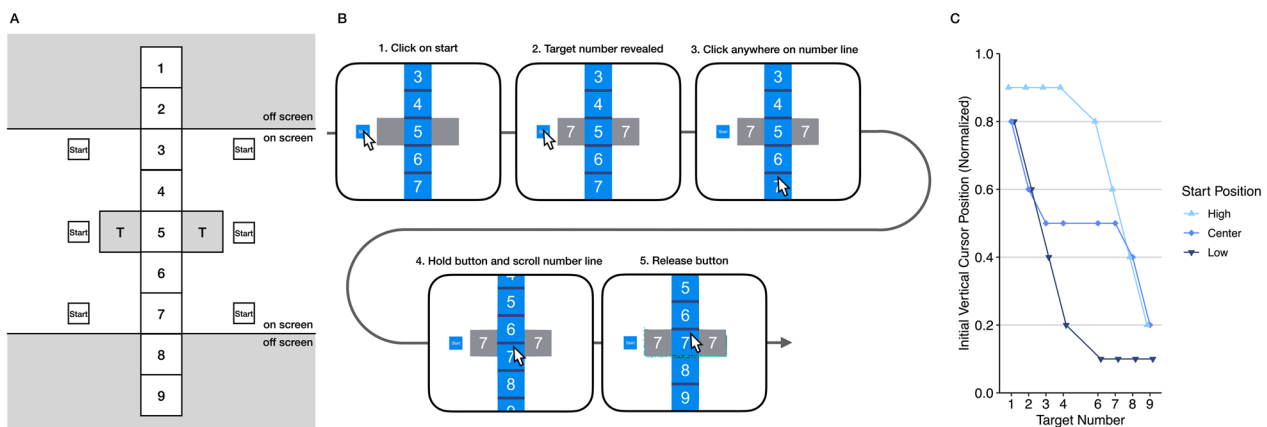 A
1
2
off screen
on screen
Start
3
Start
4
Start
T
5
T
Start
6
Start
7
Start
on screen
off screen
8
9
B
1. Click on start
3
4
5
6
7
2. Target number revealed
3
4
7 5 7
6
7
3. Click anywhere on number line
Start
3
4
7 5 7
6
7
4. Hold button and scroll number line
Start
5
6
7 7 7
8
5. Release button
Start
5
6
7 7 7
8
9
C
Initial Vertical Cursor Position (Normalized)
1.0
0.8
0.6
0.4
0.2
0.0
1 2 3 4 6 7 8 9
Target Number
Start Position
High
Center
Low